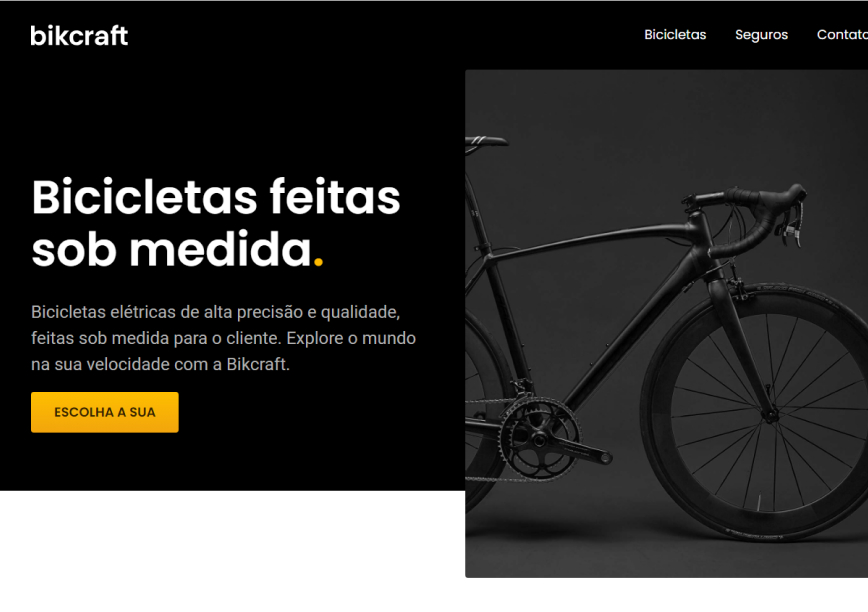 bikcraft
Bicicletas
Seguros
Contato
Bicicletas feitas
sob medida.
Bicicletas elétricas de alta precisão e qualidade,
feitas sob medida para o cliente. Explore o mundo
na sua velocidade com a Bikcraft.
ESCOLHA A SUA